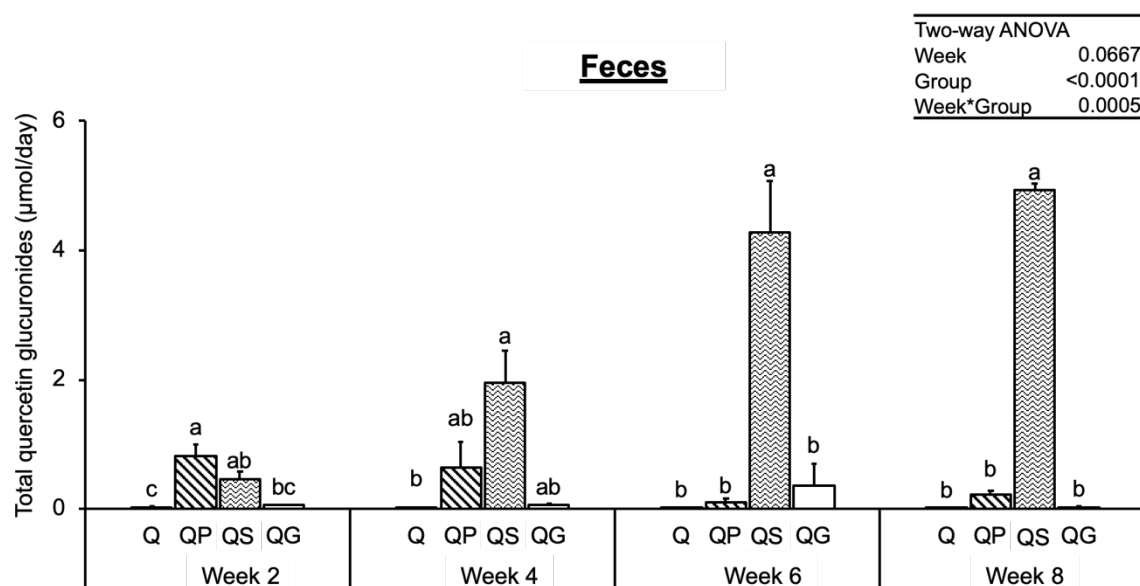 Two-way ANOVA
Week 0.0667
Group <0.0001
Week*Group 0.0005
Feces
Total quercetin glucuronides (μmol/day)
6
4
2
0
c a ab bc
b ab a ab
b b a b
b b a b
Q QP QS QG Q QP QS QG Q QP QS QG Q QP QS QG
Week 2 Week 4 Week 6 Week 8